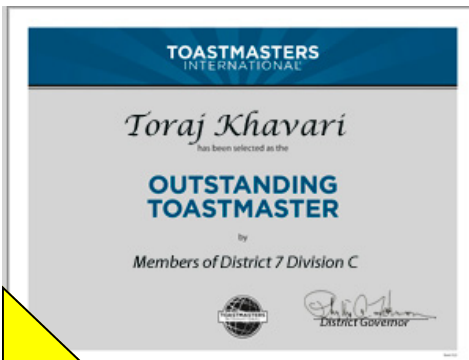 TOASTMASTERS
INTERNATIONAL
Toraj Khavari
has been selected as the
OUTSTANDING
TOASTMASTER
by
Members of District 7 Division C
TOASTMASTERS
District Governor